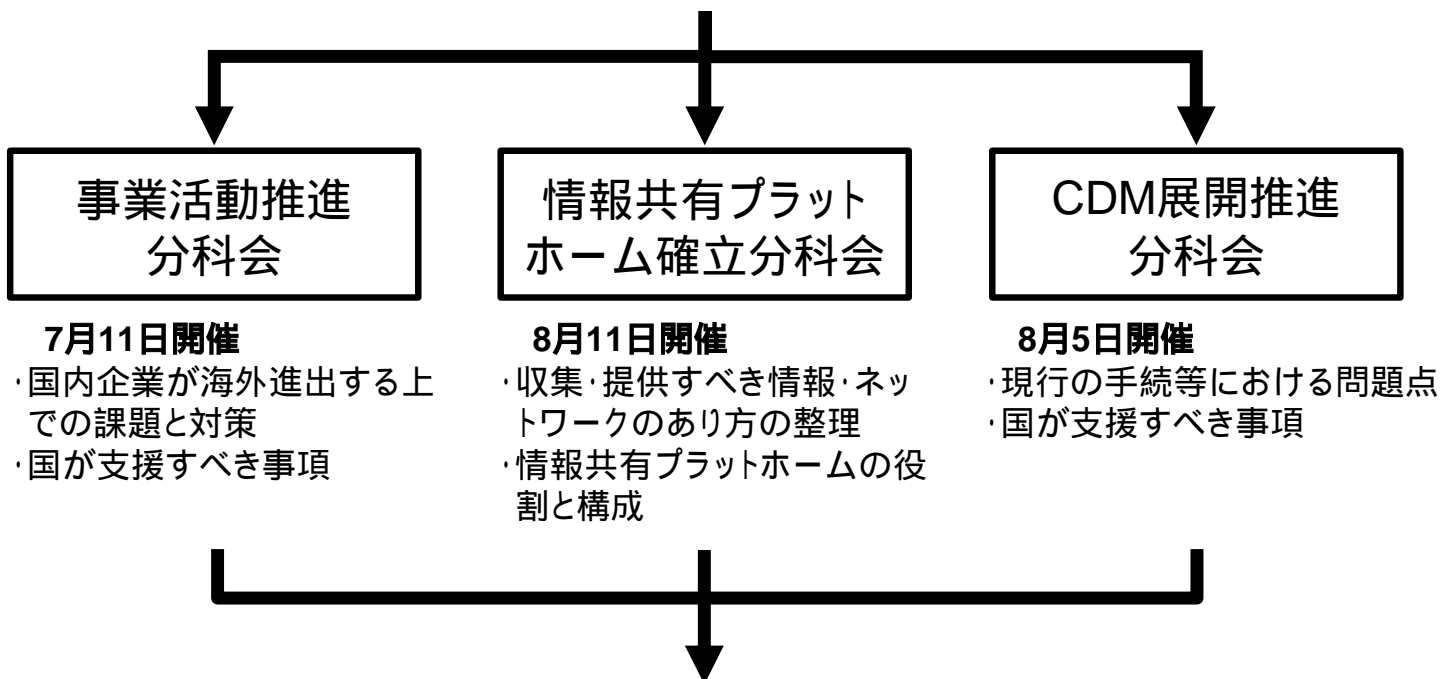 事業活動推進
分科会
7月11日開催
・国内企業が海外進出する上
での課題と対策
・国が支援すべき事項
情報共有プラット
ホーム確立分科会
8月11日開催
・収集・提供すべき情報・ネッ
トワークのあり方の整理
・情報共有プラットホームの役
割と構成
CDM展開推進
分科会
8月5日開催
・現行の手続等における問題点
・国が支援すべき事項